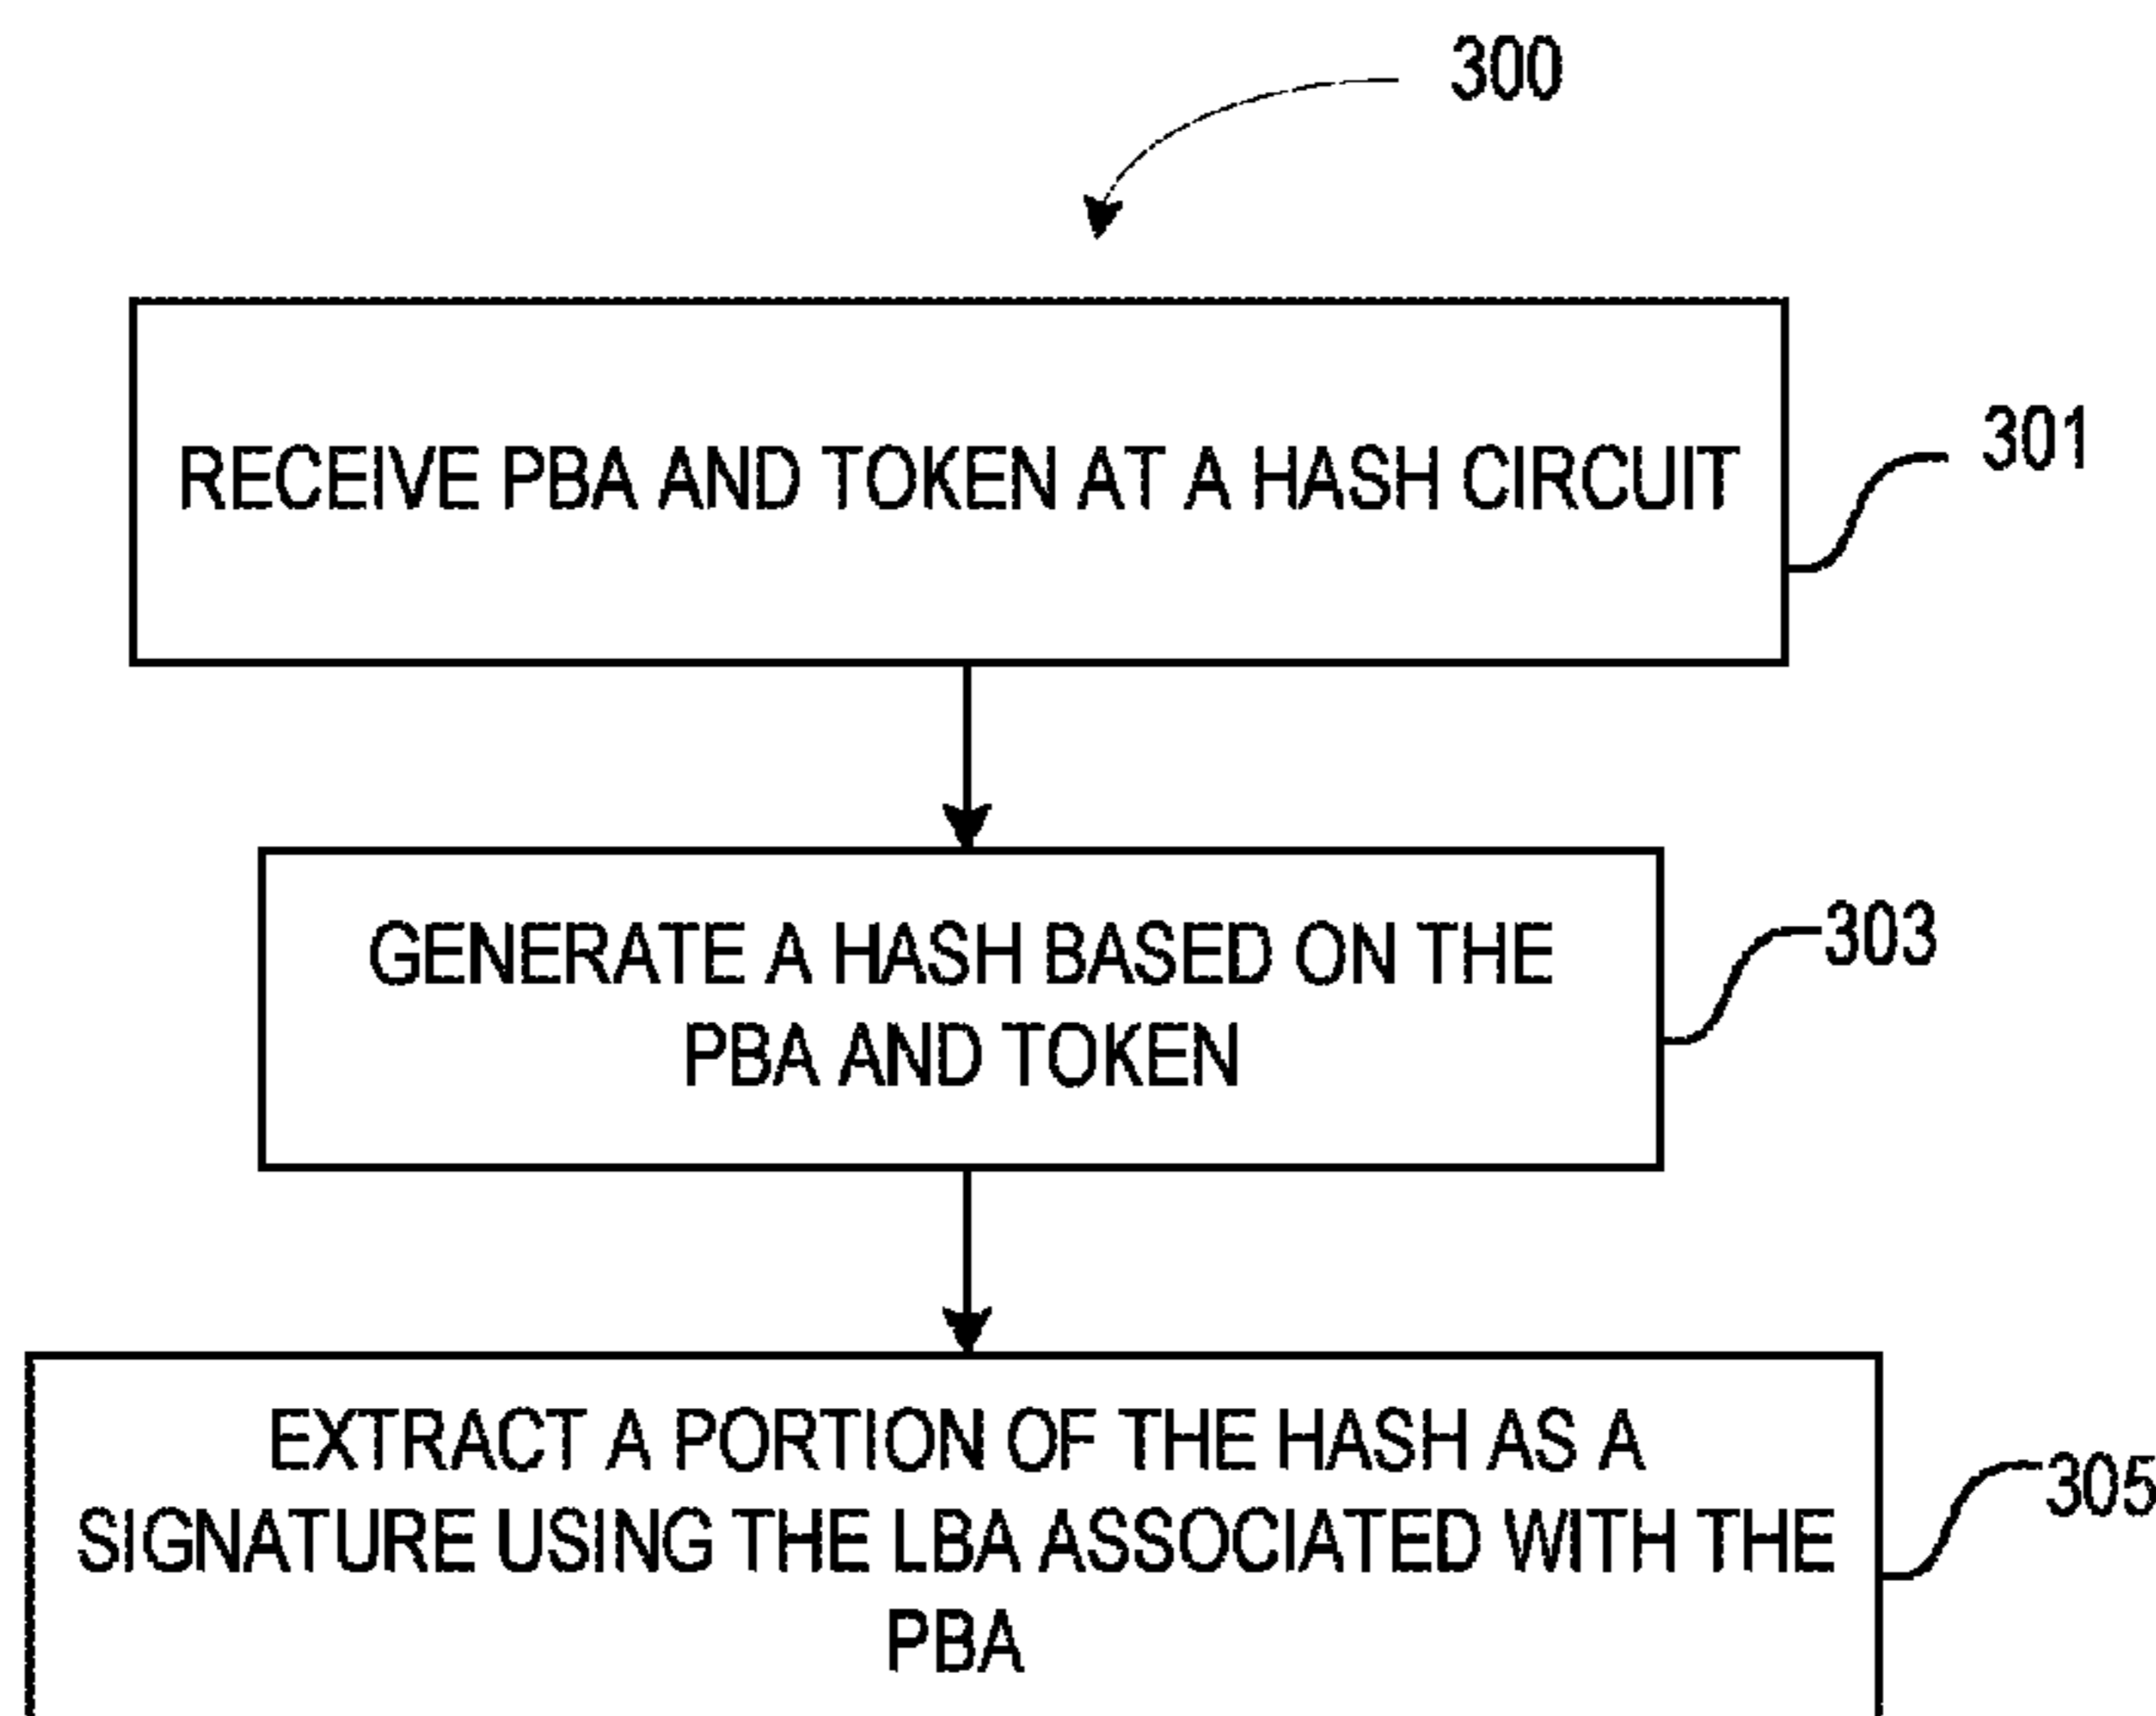 300
RECEIVE PBA AND TOKEN AT A HASH CIRCUIT
301
GENERATE A HASH BASED ON THE
PBA AND TOKEN
303
EXTRACT A PORTION OF THE HASH AS A
SIGNATURE USING THE LBA ASSOCIATED WITH THE
PBA
305